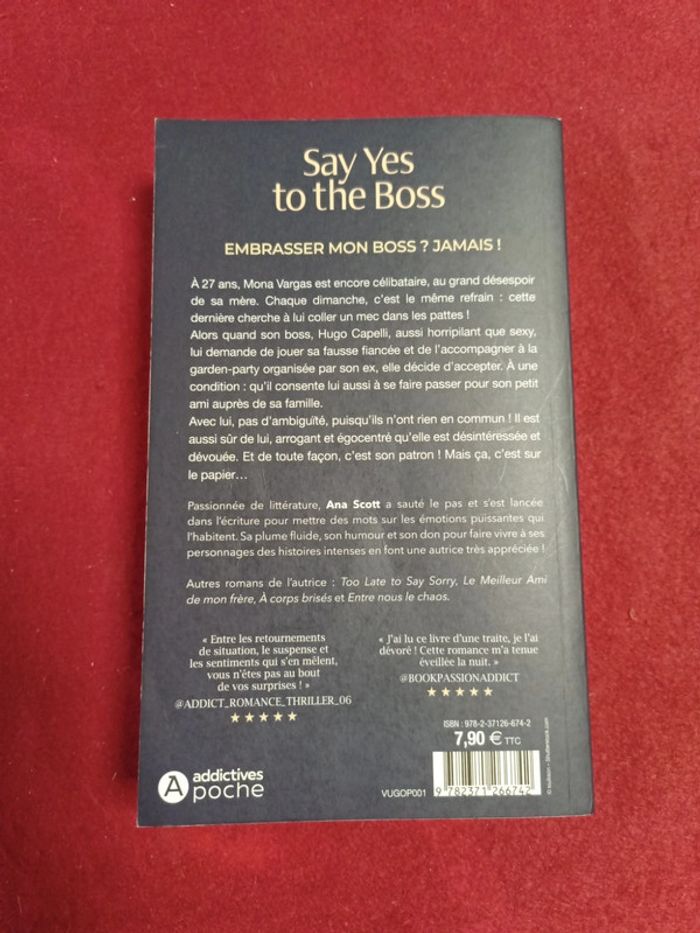 Say Yes
to the Boss
EMBRASSER MON BOSS ? JAMAIS !
À 27 ans, Mona Vargas est encore célibataire, au grand désespoir
de sa mère. Chaque dimanche, c'est le même refrain : cette
dernière cherche à lui coller un mec dans les pattes !
Alors quand son boss, Hugo Capelli, aussi horripilant que sexy,
lui demande de jouer sa fausse fiancée et de l'accompagner à la
garden-party organisée par son ex, elle décide d'accepter. À une
condition : qu'il consente lui aussi à se faire passer pour son petit
ami auprès de sa famille.
Avec lui, pas d'ambiguïté, puisqu'ils n'ont rien en commun ! Il est
aussi sûr de lui, arrogant et égocentré qu'elle est désintéressée et
dévouée. Et de toute façon, c'est son patron ! Mais ça, c'est sur
le papier…
Passionnée de littérature, Ana Scott a sauté le pas et s'est lancée
dans l'écriture pour mettre des mots sur les émotions puissantes qui
l'habitent. Sa plume fluide, son humour et son don pour faire vivre à ses
personnages des histoires intenses en font une autrice très appréciée !
Autres romans de l'autrice : Too Late to Say Sorry, Le Meilleur Ami
de mon frère, À corps brisés et Entre nous le chaos.
« Entre les retournements
de situation, le suspense et
les sentiments qui s'en mêlent,
vous n'êtes pas au bout
de vos surprises ! »
@ADDICT_ROMANCE_THRILLER_06
« J'ai lu ce livre d'une traite, je l'ai
dévoré ! Cette romance m'a tenue
éveillée la nuit. »
@BOOKPASSIONADDICT
ISBN : 978-2-37126-674-2
7,90 € TTC
VUGOP001
9 782371 266742
A addictives
poche